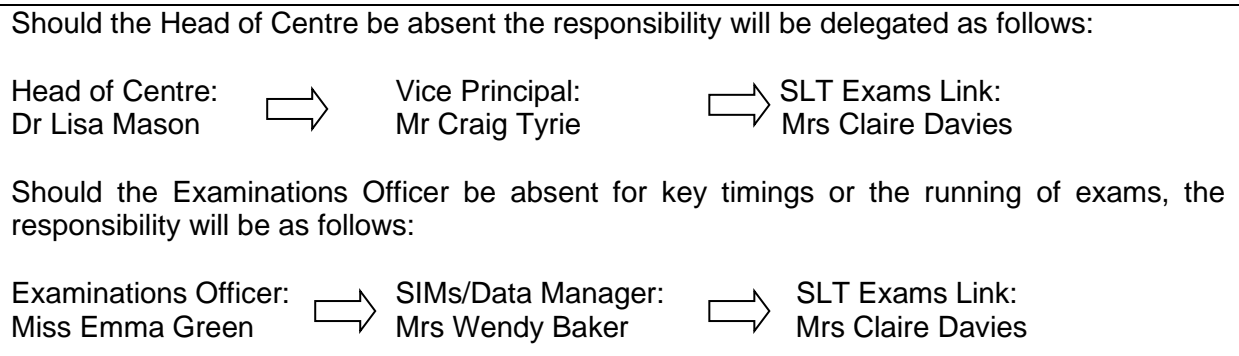 Should the Head of Centre be absent the responsibility will be delegated as follows:
Head of Centre: Vice Principal: SLT Exams Link:
Dr Lisa Mason Mr Craig Tyrie Mrs Claire Davies
Should the Examinations Officer be absent for key timings or the running of exams, the
responsibility will be as follows:
Examinations Officer: SIMs/Data Manager: SLT Exams Link:
Miss Emma Green Mrs Wendy Baker Mrs Claire Davies